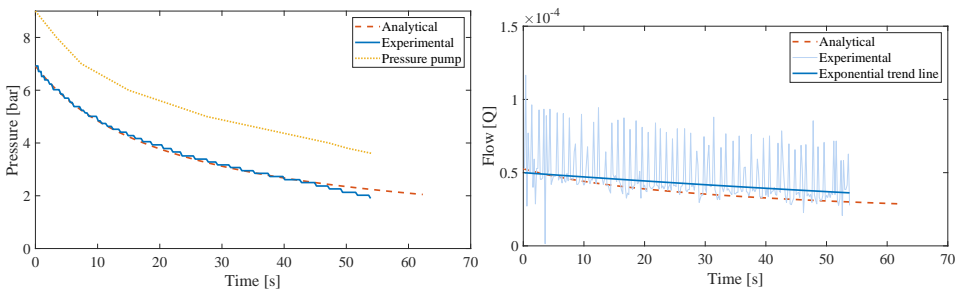 Pressure [bar]
8
6
4
2
0
0 10 20 30 40 50 60 70
Time [s]
Analytical
Experimental
Pressure pump
×10⁻⁴
Flow [Q]
1.5
1
0.5
0
0 10 20 30 40 50 60 70
Time [s]
Analytical
Experimental
Exponential trend line